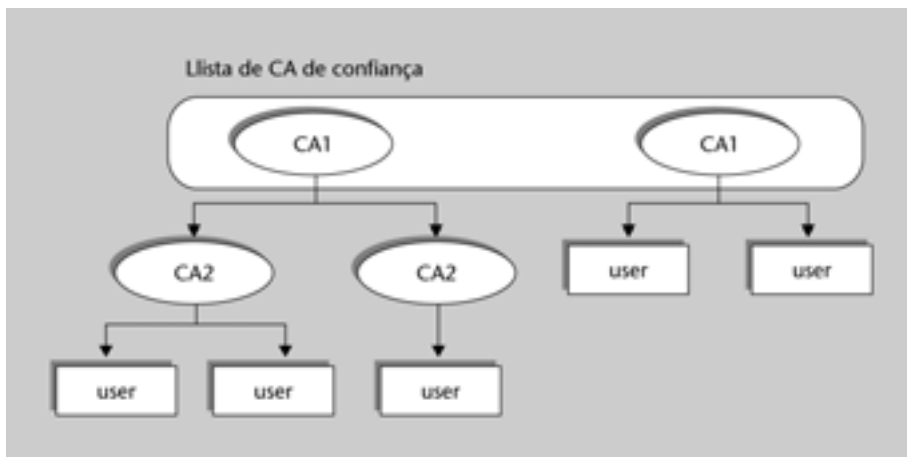 Llista de CA de confiança
CA1
CA1
CA2
CA2
user
user
user
user
user